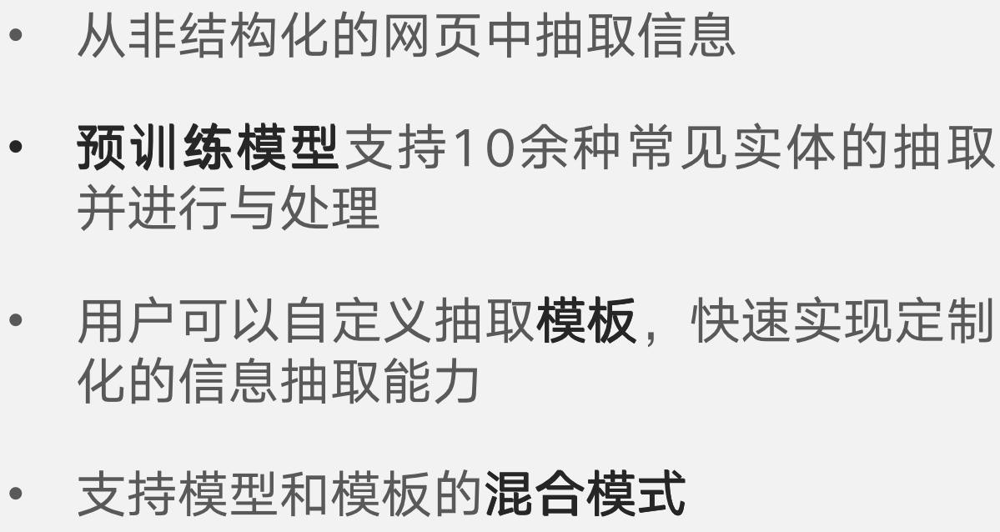 • 从非结构化的网页中抽取信息
• 预训练模型支持10余种常见实体的抽取
并进行与处理
• 用户可以自定义抽取模板，快速实现定制
化的信息抽取能力
• 支持模型和模板的混合模式